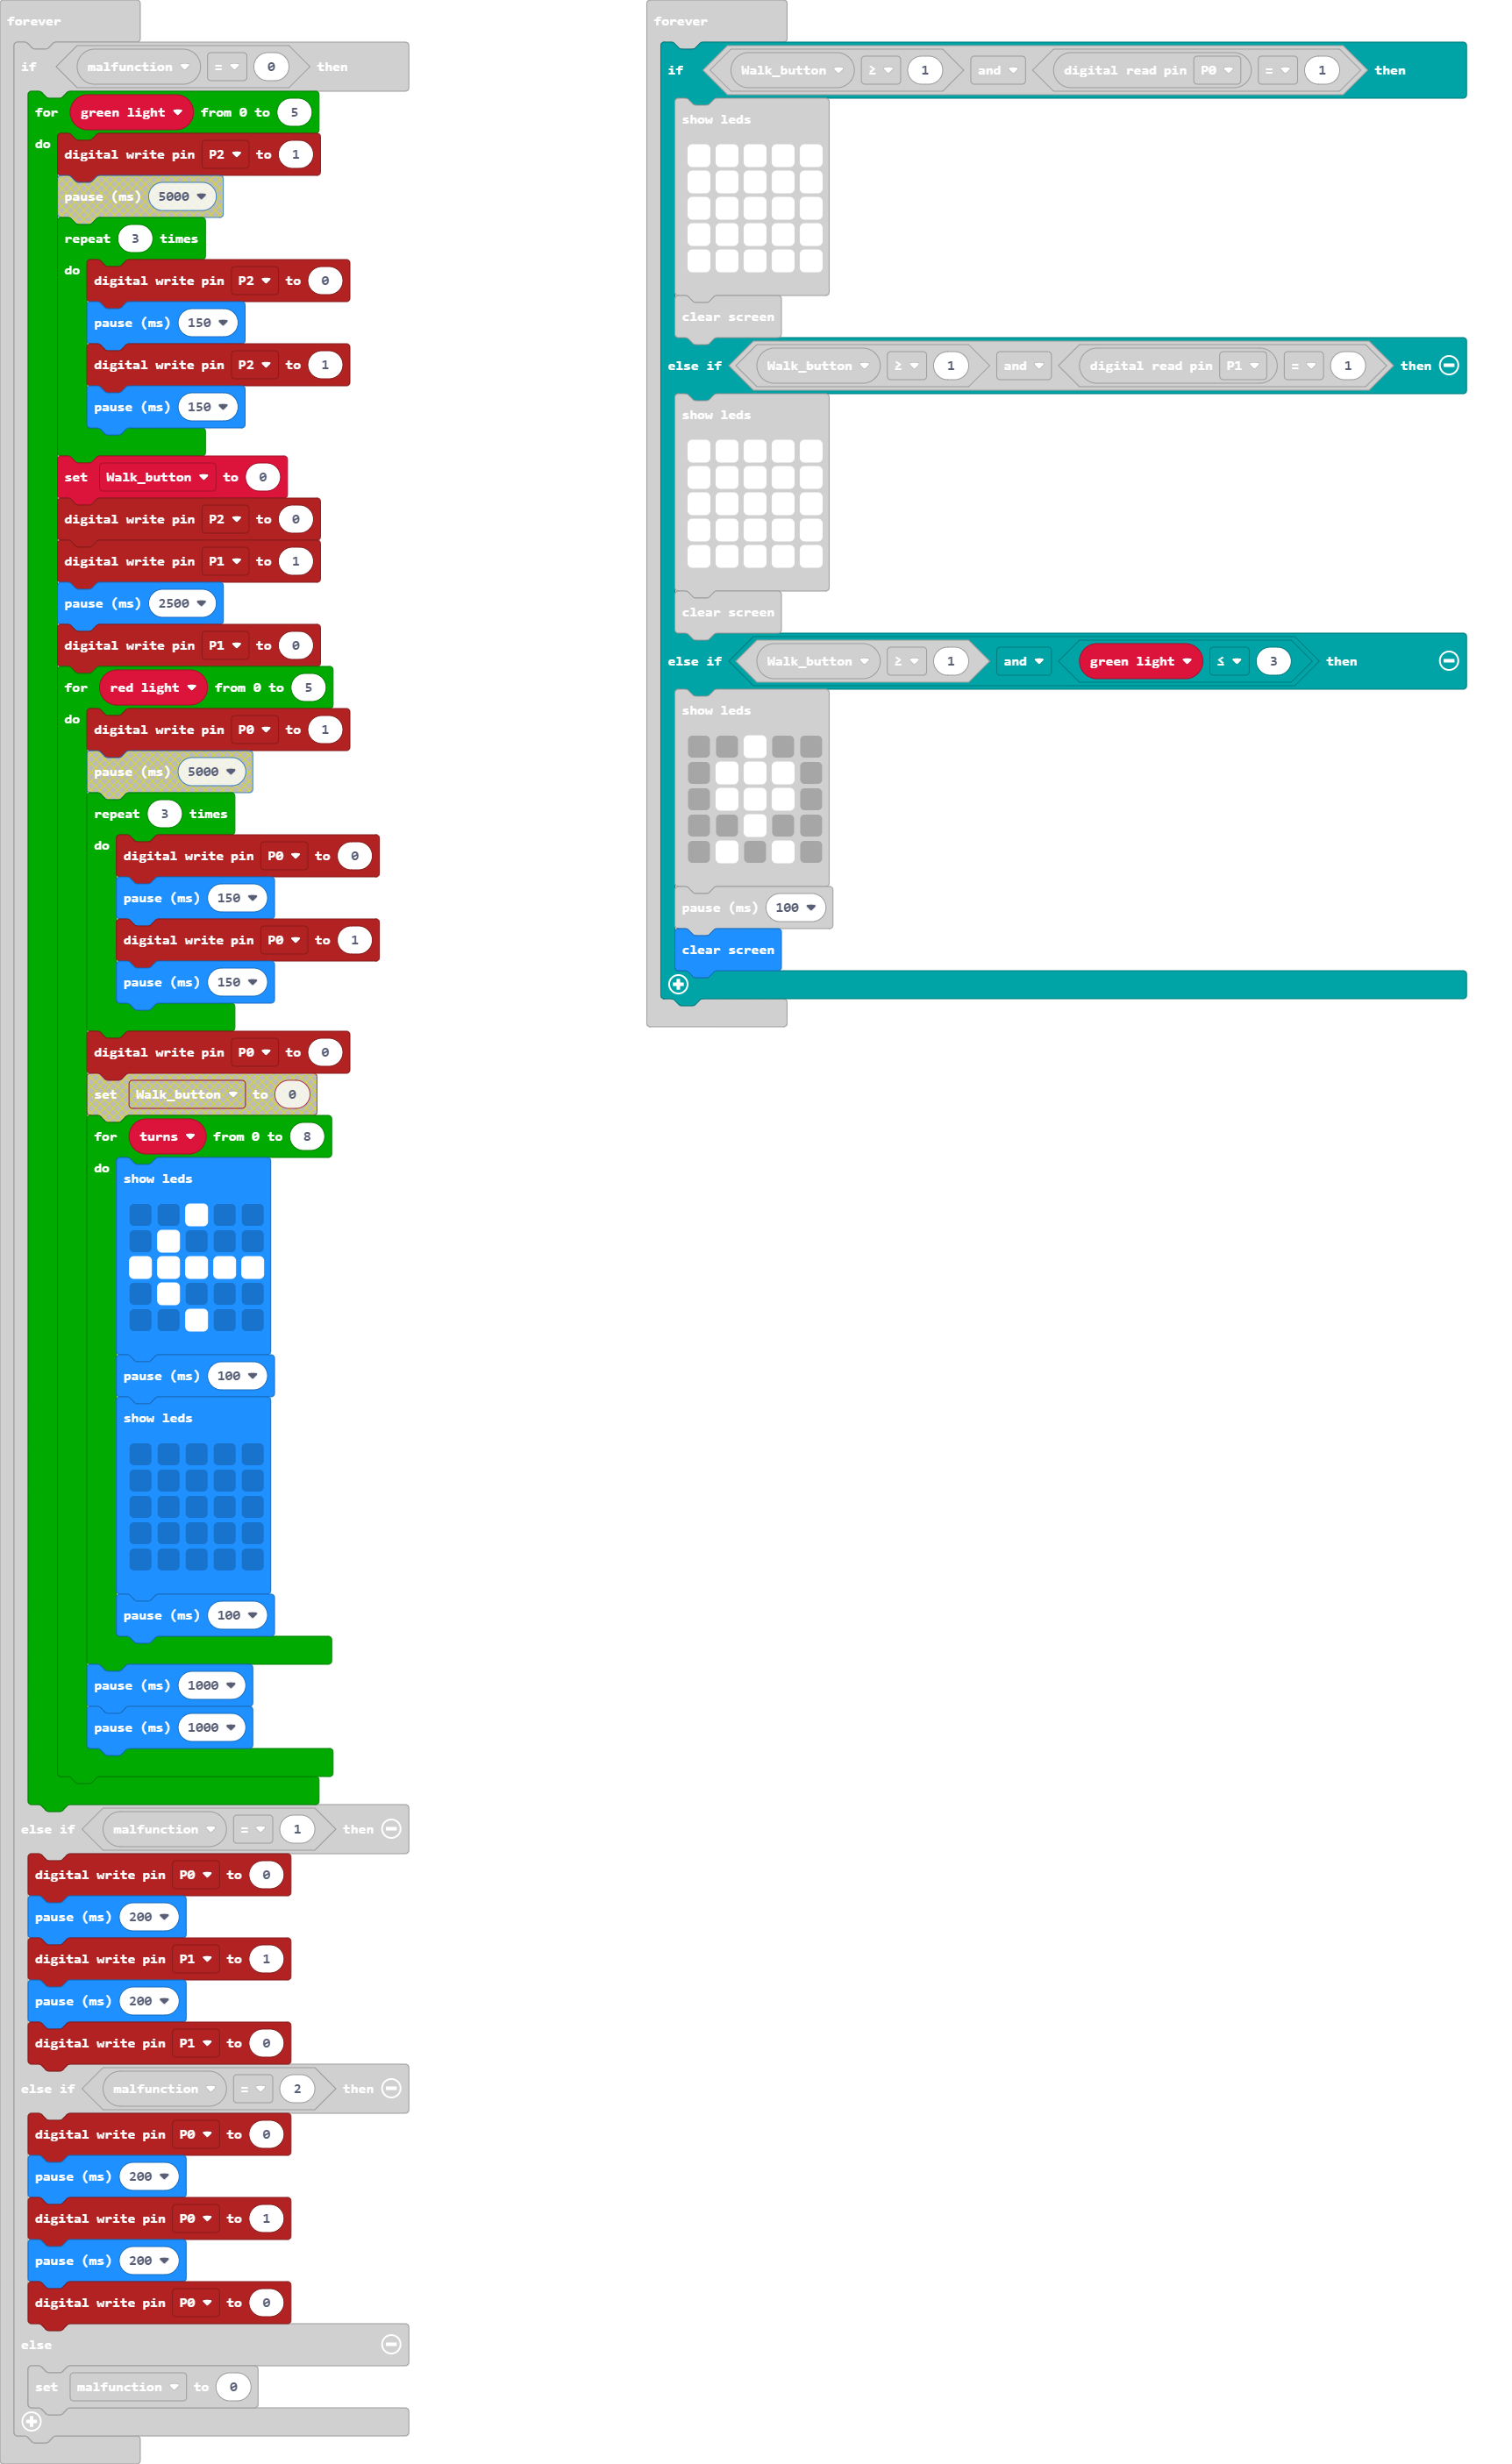 forever
if malfunction = 0 then
for green light from 0 to 5
do
digital write pin P2 to 1
pause (ms) 5000
repeat 3 times
do
digital write pin P2 to 0
pause (ms) 150
digital write pin P2 to 1
pause (ms) 150
set Walk_button to 0
digital write pin P2 to 0
digital write pin P1 to 1
pause (ms) 2500
digital write pin P1 to 0
for red light from 0 to 5
do
digital write pin P0 to 1
pause (ms) 5000
repeat 3 times
do
digital write pin P0 to 0
pause (ms) 150
digital write pin P0 to 1
pause (ms) 150
digital write pin P0 to 0
set Walk_button to 0
for turns from 0 to 8
do
show leds
pause (ms) 100
show leds
pause (ms) 100
pause (ms) 1000
pause (ms) 1000
else if malfunction = 1 then
digital write pin P0 to 0
pause (ms) 200
digital write pin P1 to 1
pause (ms) 200
digital write pin P1 to 0
else if malfunction = 2 then
digital write pin P0 to 0
pause (ms) 200
digital write pin P0 to 1
pause (ms) 200
digital write pin P0 to 0
else
set malfunction to 0
forever
if Walk_button ≥ 1 and digital read pin P0 = 1 then
show leds
clear screen
else if Walk_button ≥ 1 and digital read pin P1 = 1 then
show leds
clear screen
else if Walk_button ≥ 1 and green light ≤ 3 then
show leds
pause (ms) 100
clear screen